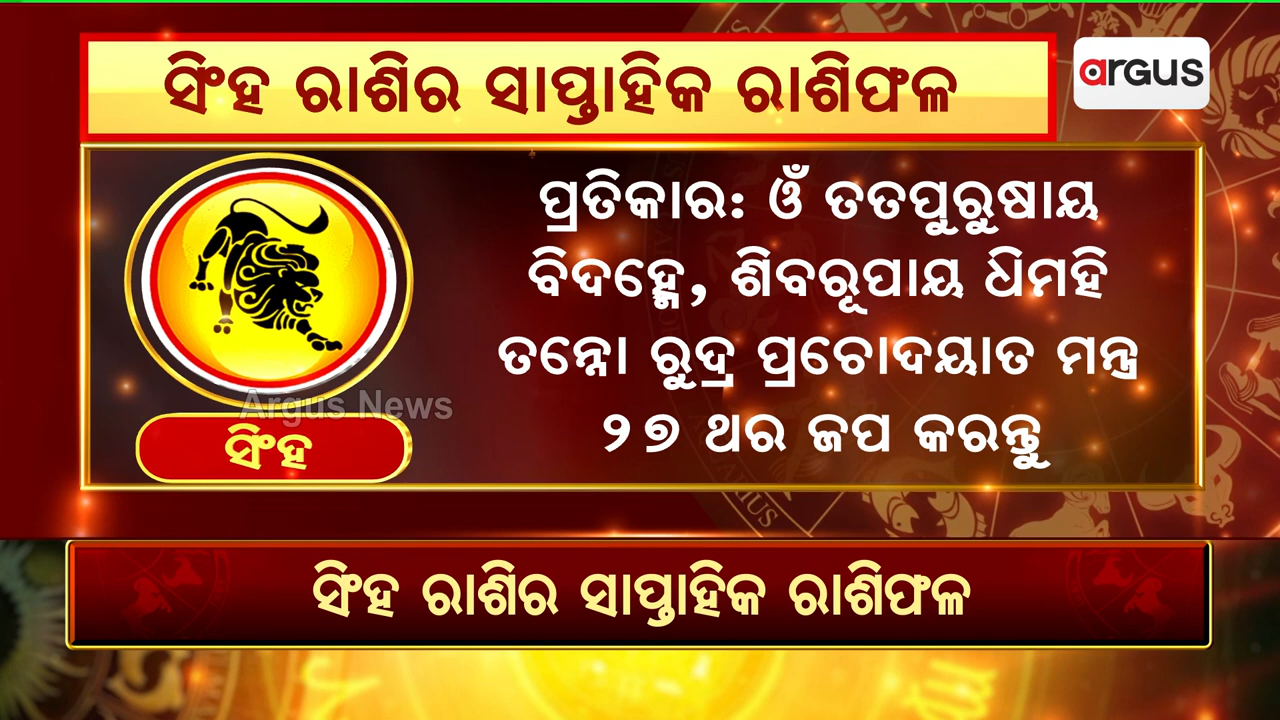 ସିଂହ ରାଶିର ସାପ୍ତାହିକ ରାଶିଫଳ
argus
ପ୍ରତିକାର: ଓଁ ତତପୁରୁଷାୟ
ବିଦହ୍ମେ, ଶିବରୂପାୟ ଧିମହି
ତନ୍ନୋ ରୁଦ୍ର ପ୍ରଚୋଦୟାତ ମନ୍ତ୍ର
୨୭ ଥର ଜପ କରନ୍ତୁ
Argus News
ସିଂହ
ସିଂହ ରାଶିର ସାପ୍ତାହିକ ରାଶିଫଳ